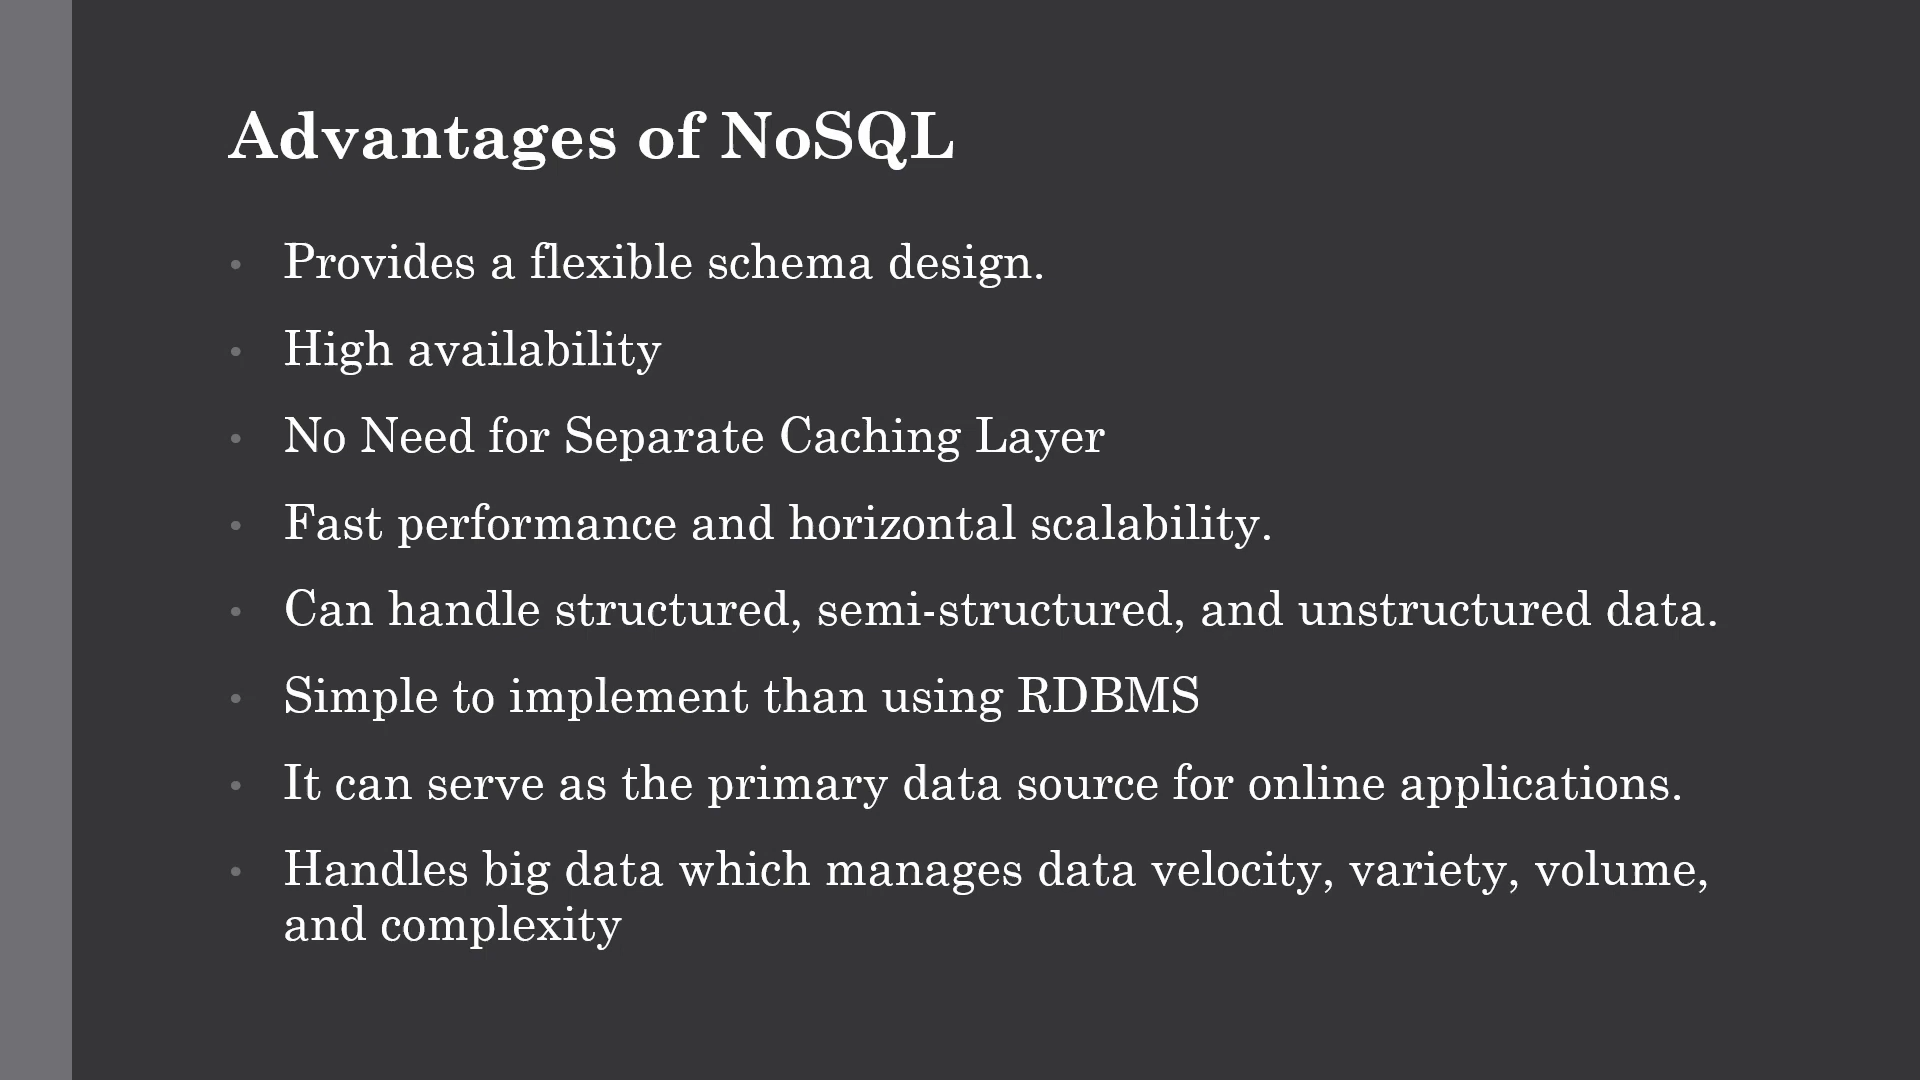 Advantages of NoSQL
• Provides a flexible schema design.
• High availability
• No Need for Separate Caching Layer
• Fast performance and horizontal scalability.
• Can handle structured, semi-structured, and unstructured data.
• Simple to implement than using RDBMS
• It can serve as the primary data source for online applications.
• Handles big data which manages data velocity, variety, volume,
and complexity